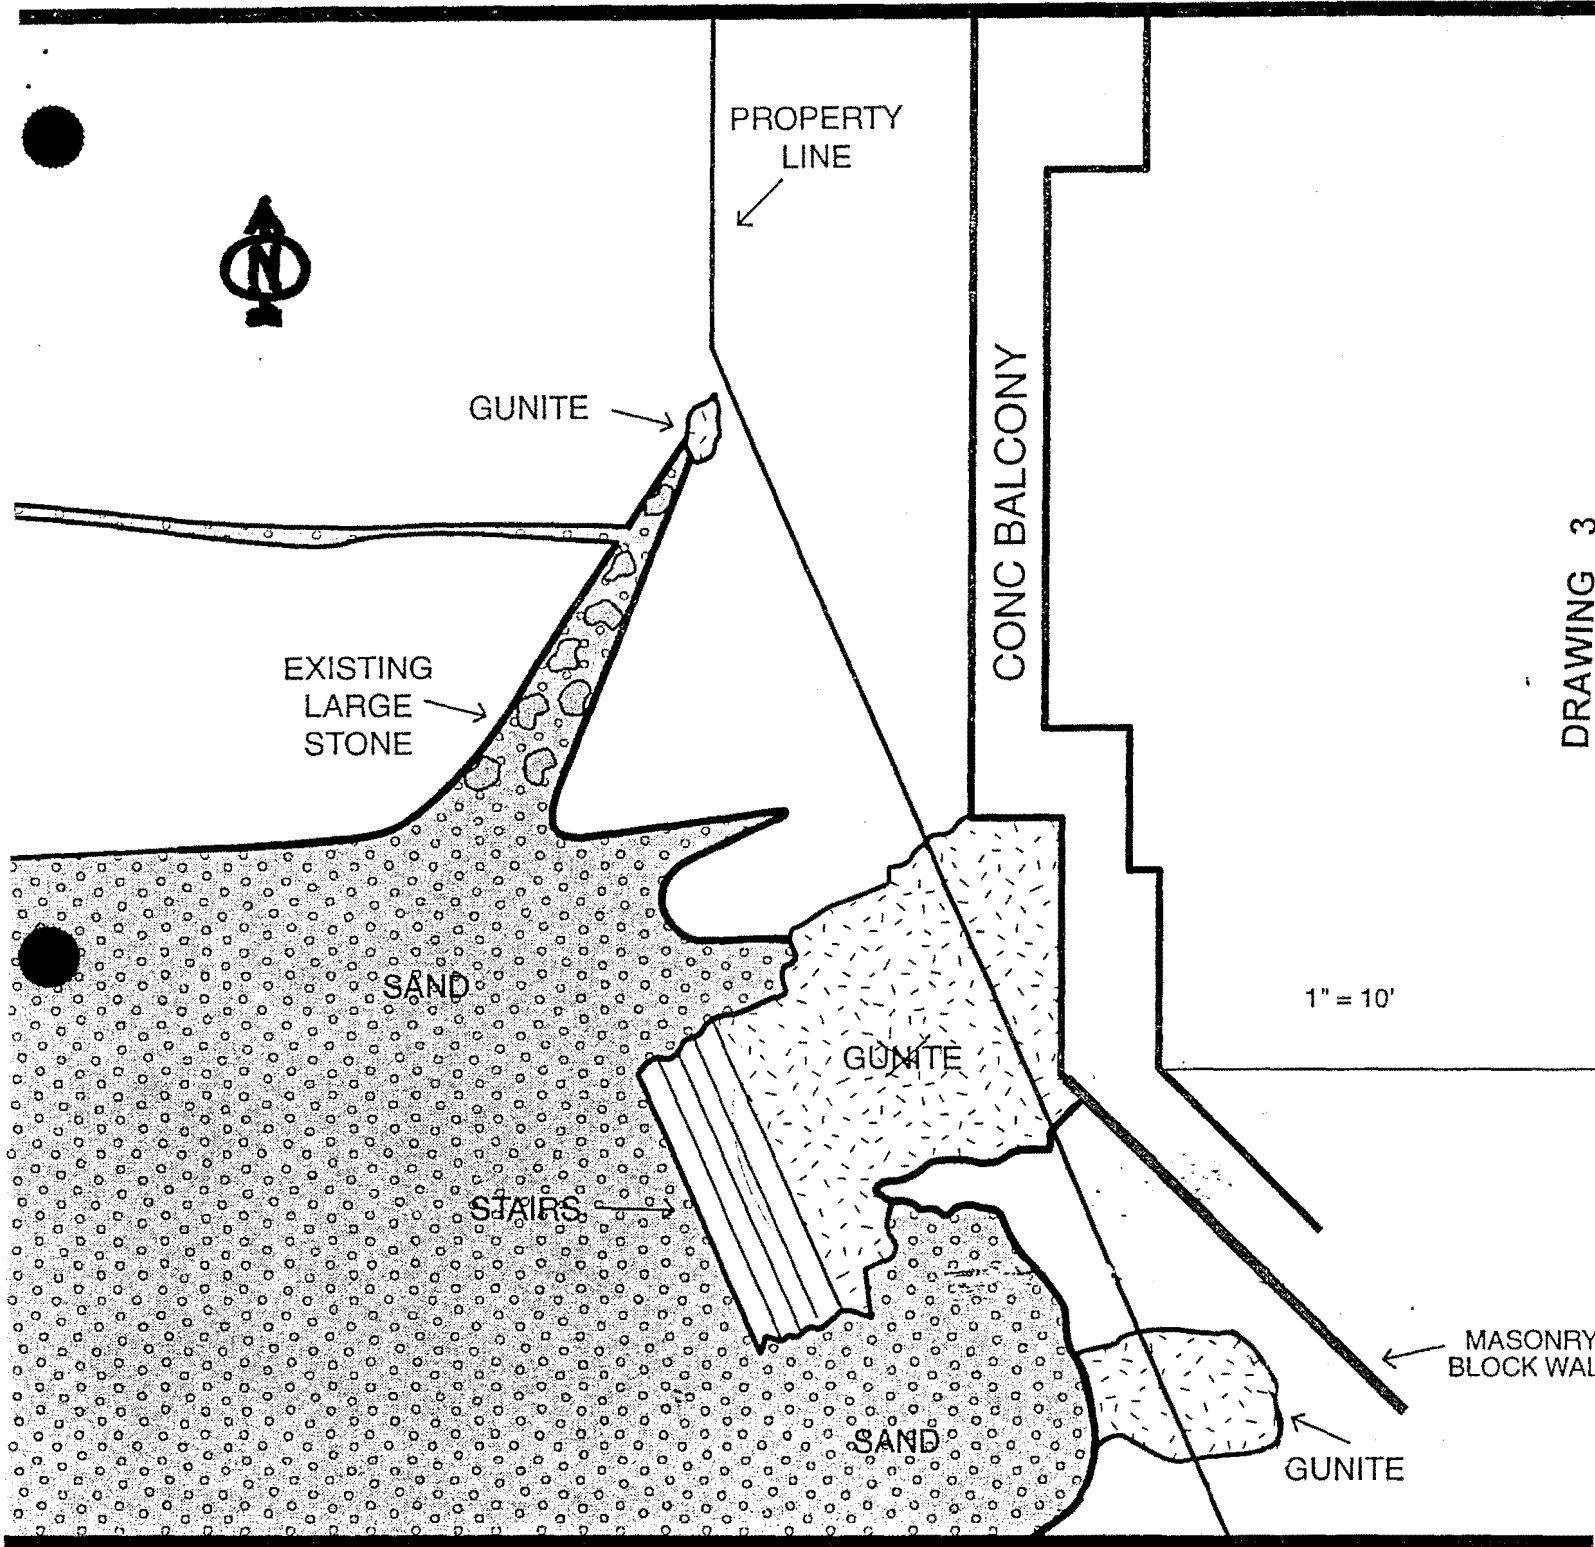 PROPERTY
LINE
N
GUNITE
CONC BALCONY
DRAWING 3
EXISTING
LARGE
STONE
SAND
1" = 10'
GUNITE
STAIRS
MASONRY
BLOCK WAL
SAND
GUNITE